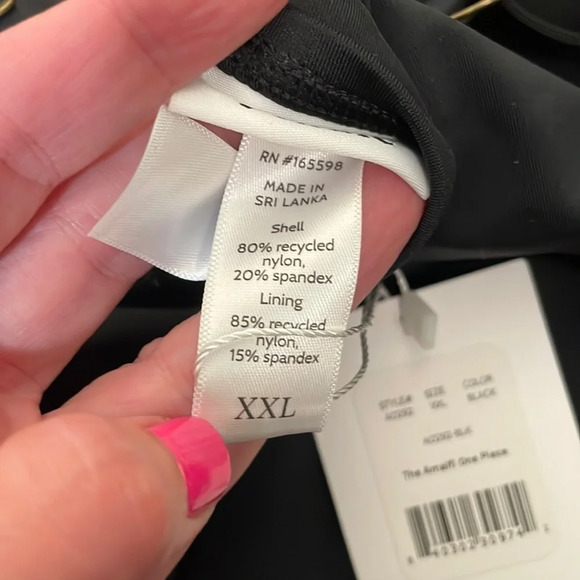 RN #165598
MADE IN
SRI LANKA
Shell
80% recycled
nylon,
20% spandex
Lining
85% recycled
nylon,
15% spandex
XXL
STYLE# SIZE COLOR
XXL BLACK
The Amalfi One Piece